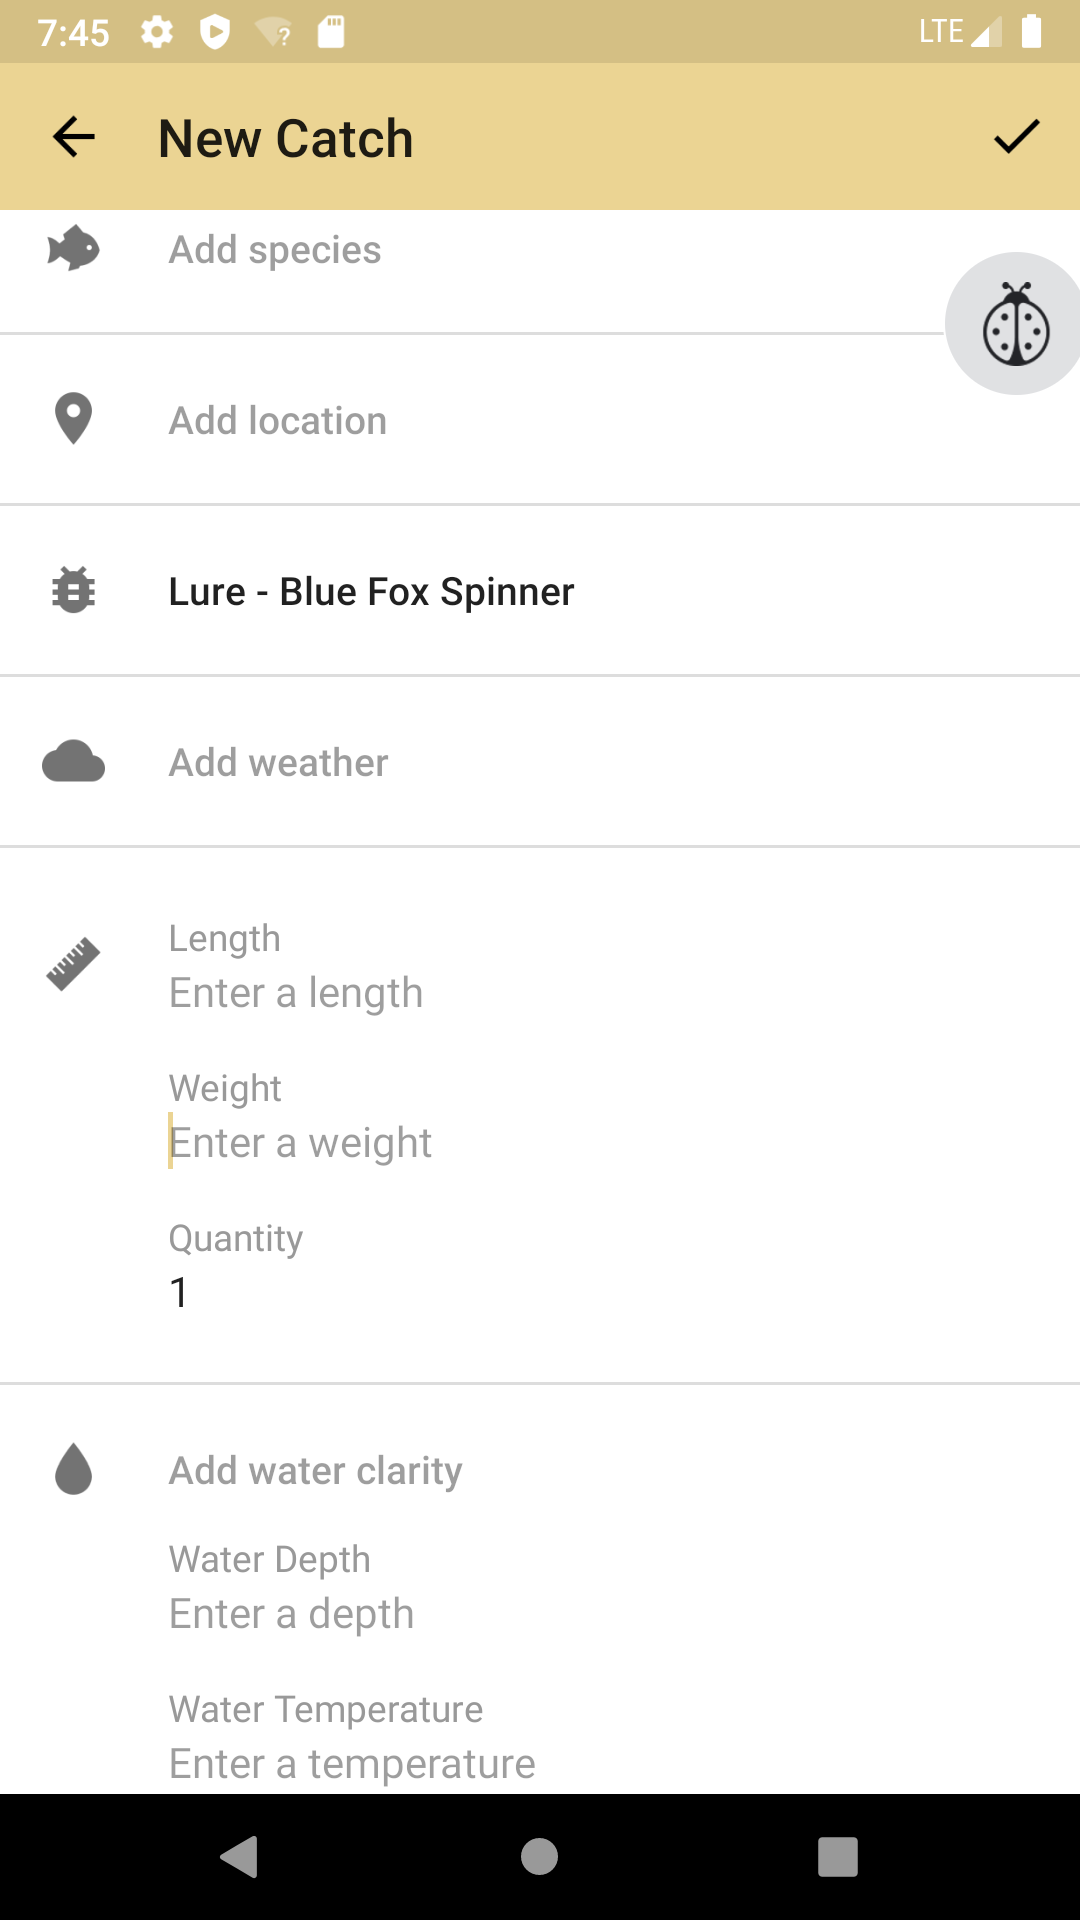 7:45
LTE
New Catch
Add species
Add location
Lure - Blue Fox Spinner
Add weather
Length
Enter a length
Weight
Enter a weight
Quantity
1
Add water clarity
Water Depth
Enter a depth
Water Temperature
Enter a temperature